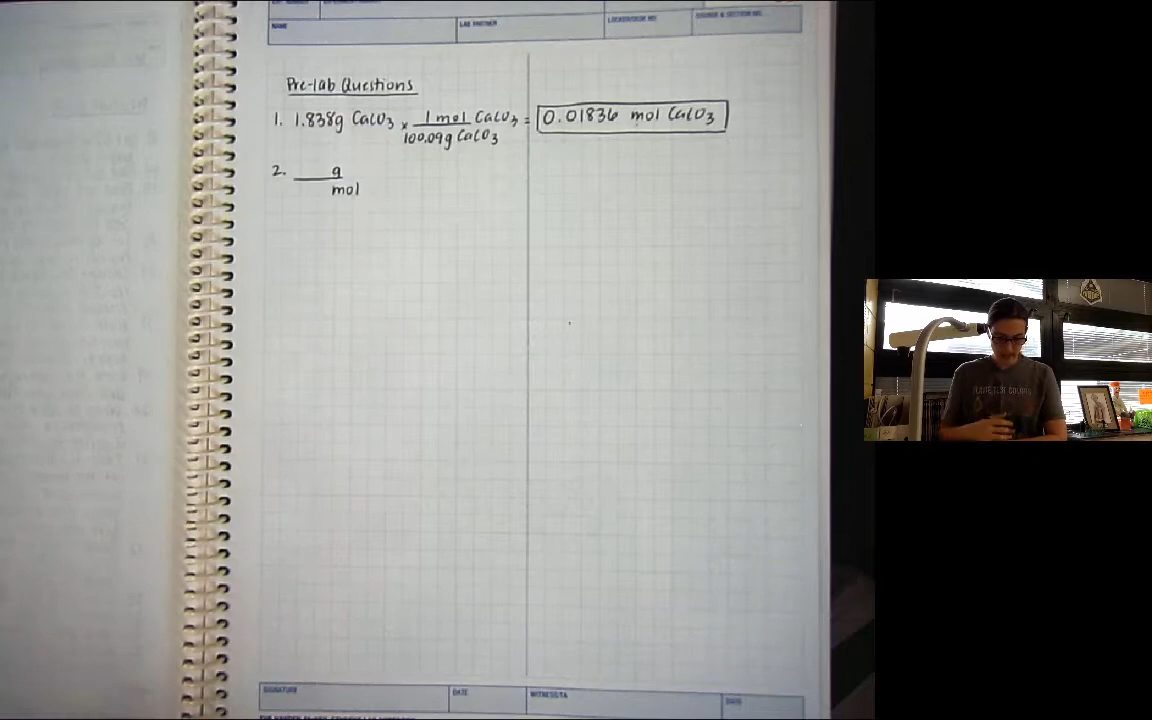 NAME
LAB PARTNER
LOCKER/DESK NO.
COURSE & SECTION NO.
Pre-lab Questions
1. 1.838g CaCO3 × 1 mol CaCO3 / 100.09g CaCO3 = 0.01836 mol CaCO3
2. ___ g
mol
SIGNATURE
DATE
WITNESS/TA
DATE